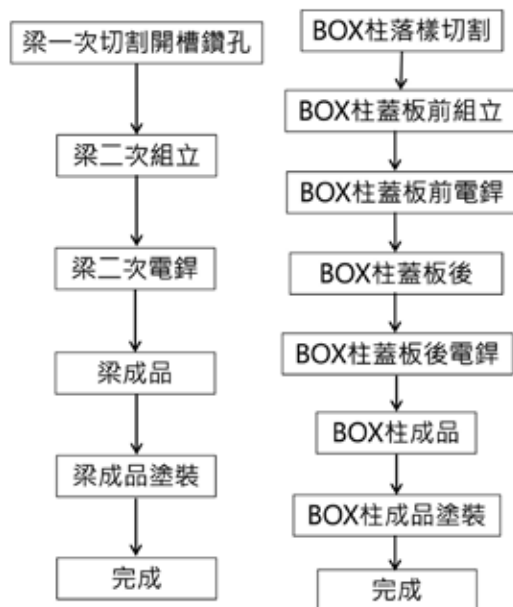 梁一次切割開槽鑽孔
梁二次組立
梁二次電銲
梁成品
梁成品塗裝
完成
BOX柱落樣切割
BOX柱蓋板前組立
BOX柱蓋板前電銲
BOX柱蓋板後
BOX柱蓋板後電銲
BOX柱成品
BOX柱成品塗裝
完成